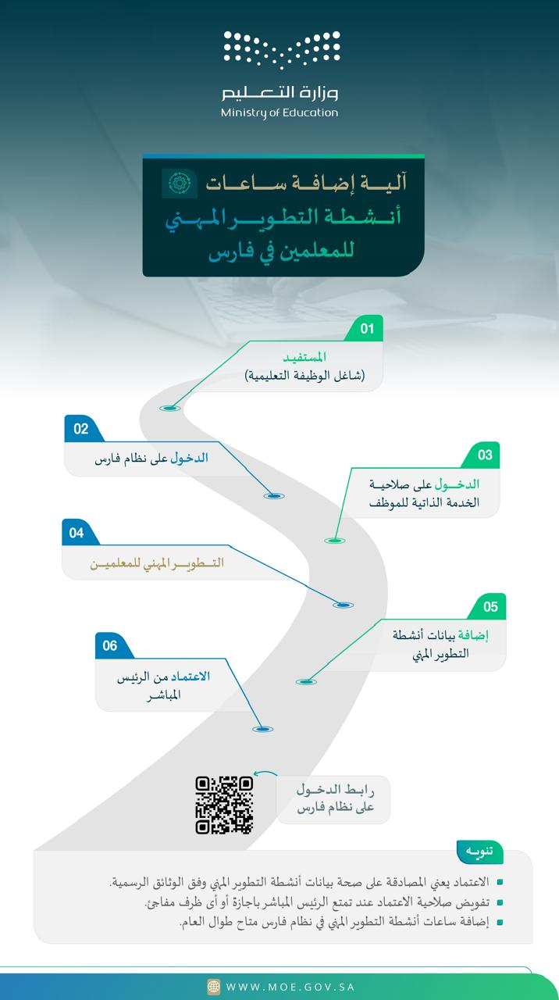 وزارة التعليم
Ministry of Education
آلية إضافة ساعات
أنشطة التطوير المهني
للمعلمين في فارس
01
المستفيد
(شاغل الوظيفة التعليمية)
02
الدخول على نظام فارس
03
الدخول على صلاحية
الخدمة الذاتية للموظف
04
التطوير المهني للمعلمين
05
إضافة بيانات أنشطة
التطوير المهني
06
الاعتماد من الرئيس
المباشر
رابط الدخول
على نظام فارس
تنويه
الاعتماد يعني المصادقة على صحة بيانات أنشطة التطوير المهني وفق الوثائق الرسمية.
تفويض صلاحية الاعتماد عند تمتع الرئيس المباشر باجازة أو أى ظرف مفاجئ.
إضافة ساعات أنشطة التطوير المهني في نظام فارس متاح طوال العام.
WWW.MOE.GOV.SA